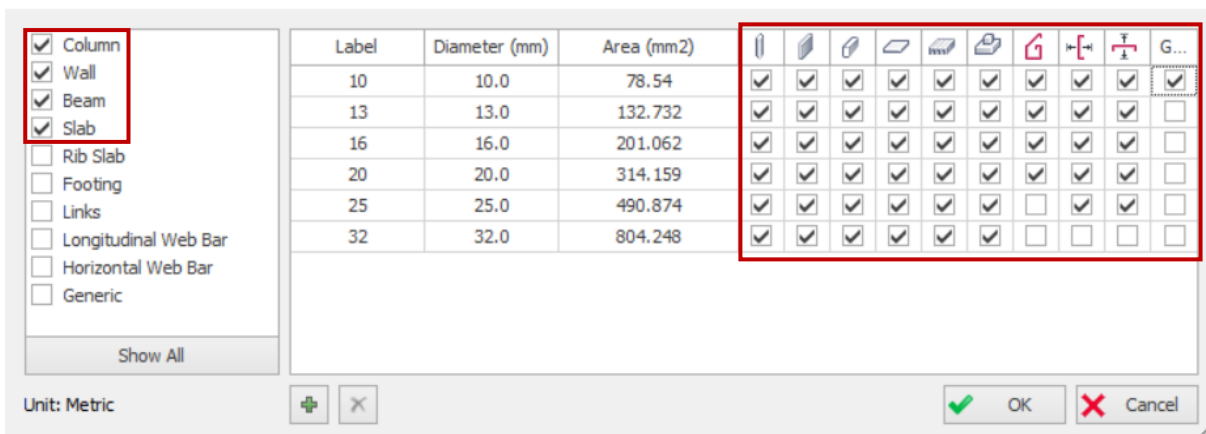 Column
Wall
Beam
Slab
Rib Slab
Footing
Links
Longitudinal Web Bar
Horizontal Web Bar
Generic
Show All
Label Diameter (mm) Area (mm2) G...
10 10.0 78.54
13 13.0 132.732
16 16.0 201.062
20 20.0 314.159
25 25.0 490.874
32 32.0 804.248
Unit: Metric
OK
Cancel